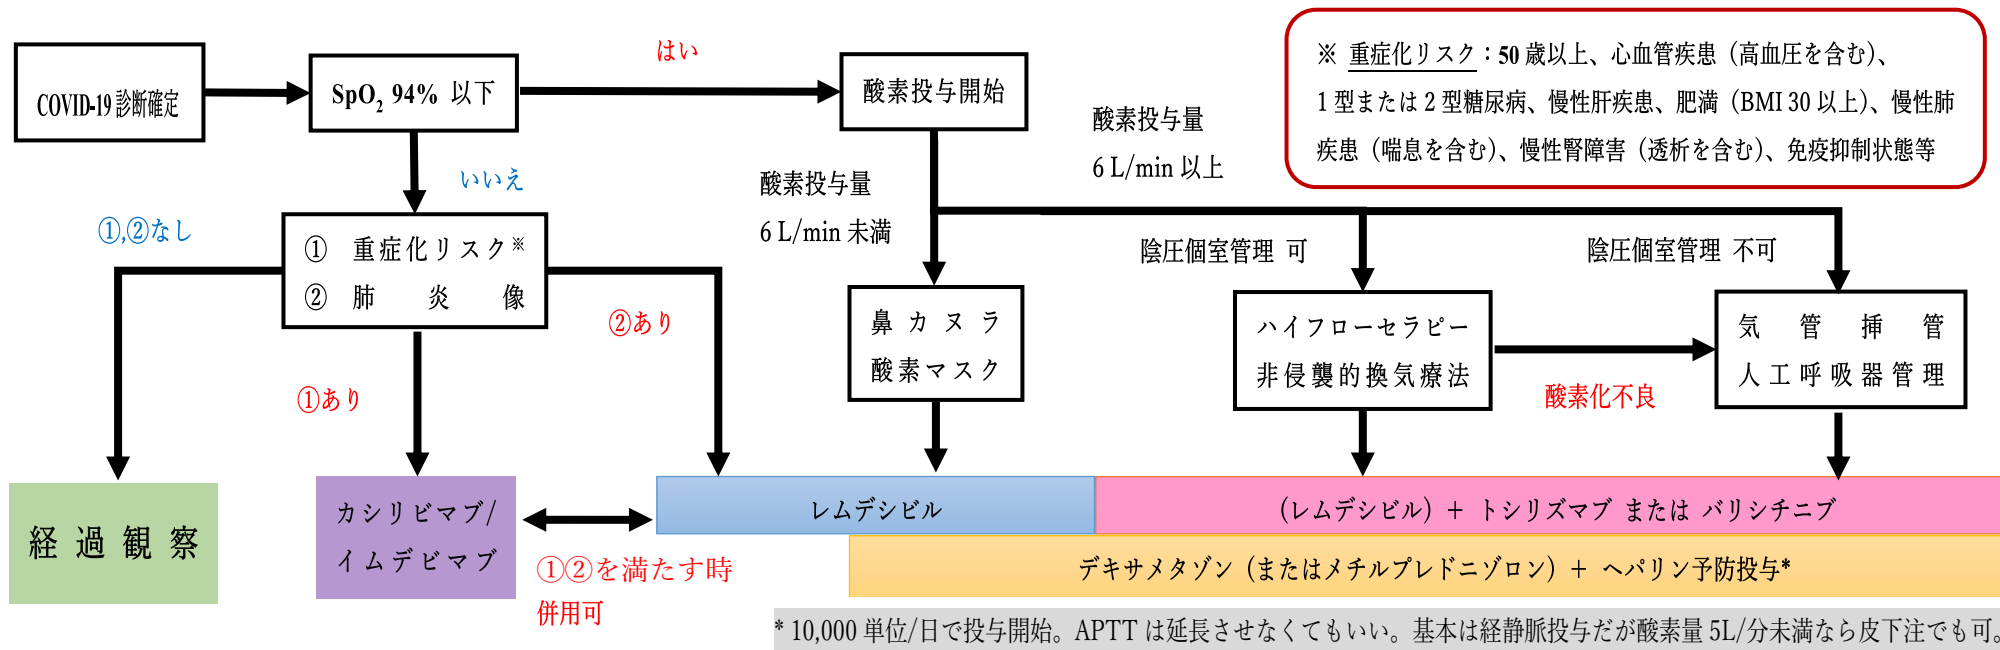 COVID-19 診断確定
SpO₂ 94% 以下
はい
酸素投与開始
※ 重症化リスク：50 歳以上、心血管疾患（高血圧を含む）、
1 型または 2 型糖尿病、慢性肝疾患、肥満（BMI 30 以上）、慢性肺
疾患（喘息を含む）、慢性腎障害（透析を含む）、免疫抑制状態等
いいえ
酸素投与量
6 L/min 未満
酸素投与量
6 L/min 以上
①,②なし
① 重症化リスク※
② 肺炎像
②あり
①あり
陰圧個室管理 可
陰圧個室管理 不可
鼻カヌラ
酸素マスク
ハイフローセラピー
非侵襲的換気療法
酸素化不良
気管挿管
人工呼吸器管理
経過観察
カシリビマブ/
イムデビマブ
①②を満たす時
併用可
レムデシビル
（レムデシビル）＋ トシリズマブ または バリシチニブ
デキサメタゾン（またはメチルプレドニゾロン）＋ ヘパリン予防投与*
* 10,000 単位/日で投与開始。APTT は延長させなくてもいい。基本は経静脈投与だが酸素量 5L/分未満なら皮下注でも可。